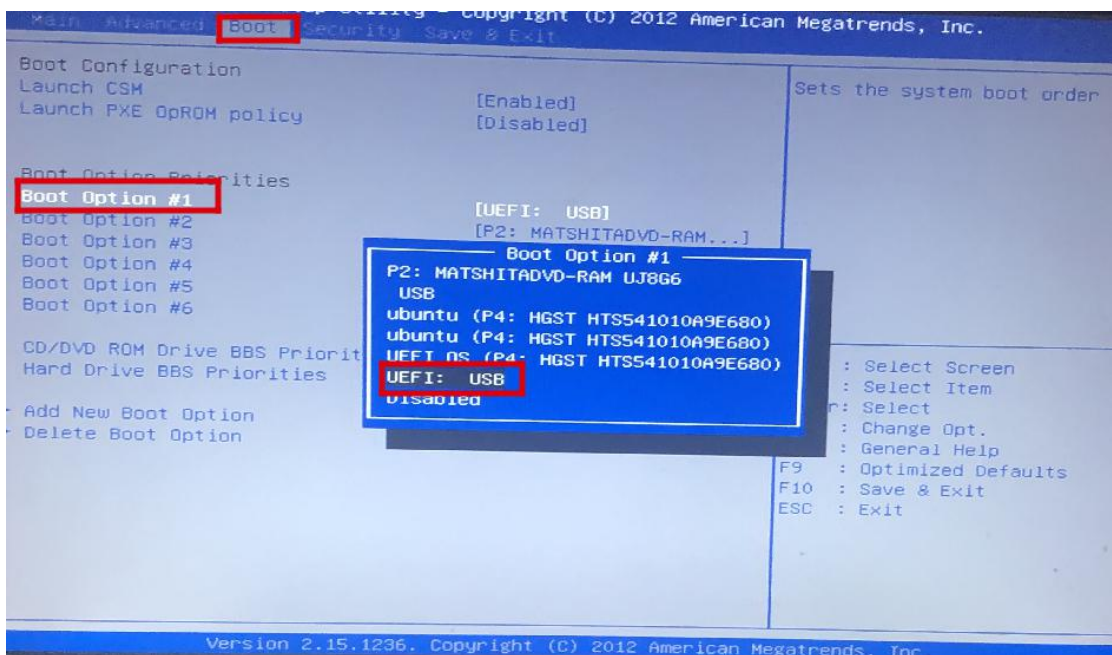 Utility - Copyright (C) 2012 American Megatrends, Inc.
Main Advanced Boot Security Save & Exit
Boot Configuration
Launch CSM [Enabled]
Launch PXE OpROM policy [Disabled]
Sets the system boot order
Boot Option Priorities
Boot Option #1 [UEFI: USB]
Boot Option #2 [P2: MATSHITADVD-RAM...]
Boot Option #3
Boot Option #4
Boot Option #5
Boot Option #6
CD/DVD ROM Drive BBS Priorit
Hard Drive BBS Priorities
Add New Boot Option
Delete Boot Option
Boot Option #1
P2: MATSHITADVD-RAM UJ8G6
USB
ubuntu (P4: HGST HTS541010A9E680)
ubuntu (P4: HGST HTS541010A9E680)
UEFI OS (P4: HGST HTS541010A9E680)
UEFI: USB
Disabled
: Select Screen
: Select Item
r: Select
: Change Opt.
: General Help
F9 : Optimized Defaults
F10 : Save & Exit
ESC : Exit
Version 2.15.1236. Copyright (C) 2012 American Megatrends, Inc.